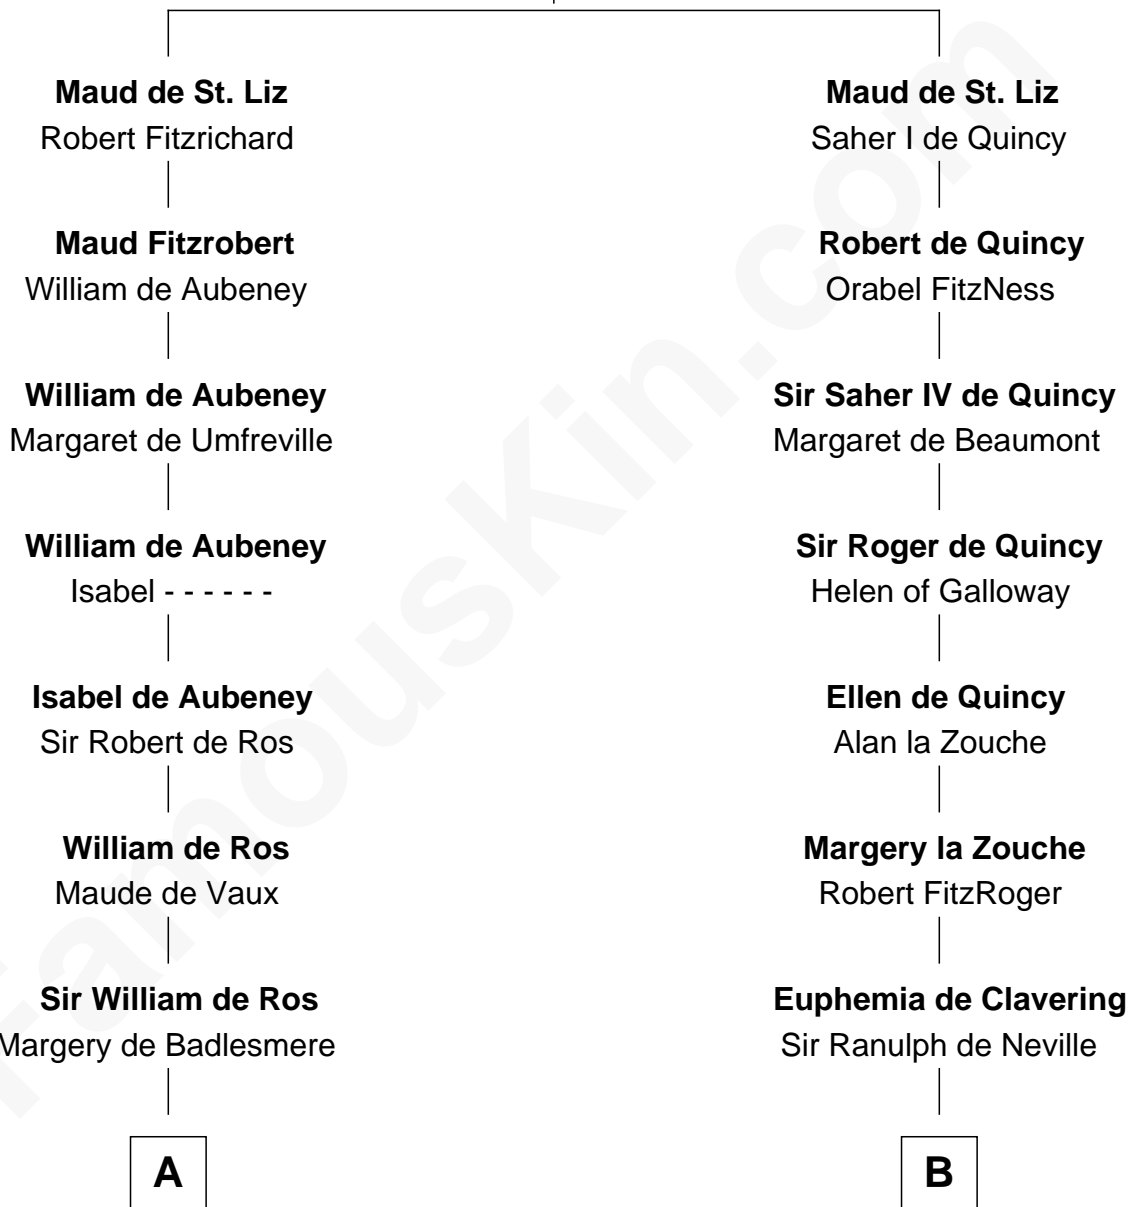 Maud de St. Liz
Robert Fitzrichard
Maud Fitzrobert
William de Aubeney
William de Aubeney
Margaret de Umfreville
William de Aubeney
Isabel - - - - - -
Isabel de Aubeney
Sir Robert de Ros
William de Ros
Maude de Vaux
Sir William de Ros
Margery de Badlesmere
A
Maud de St. Liz
Saher I de Quincy
Robert de Quincy
Orabel FitzNess
Sir Saher IV de Quincy
Margaret de Beaumont
Sir Roger de Quincy
Helen of Galloway
Ellen de Quincy
Alan la Zouche
Margery la Zouche
Robert FitzRoger
Euphemia de Clavering
Sir Ranulph de Neville
B
FamousKin.com